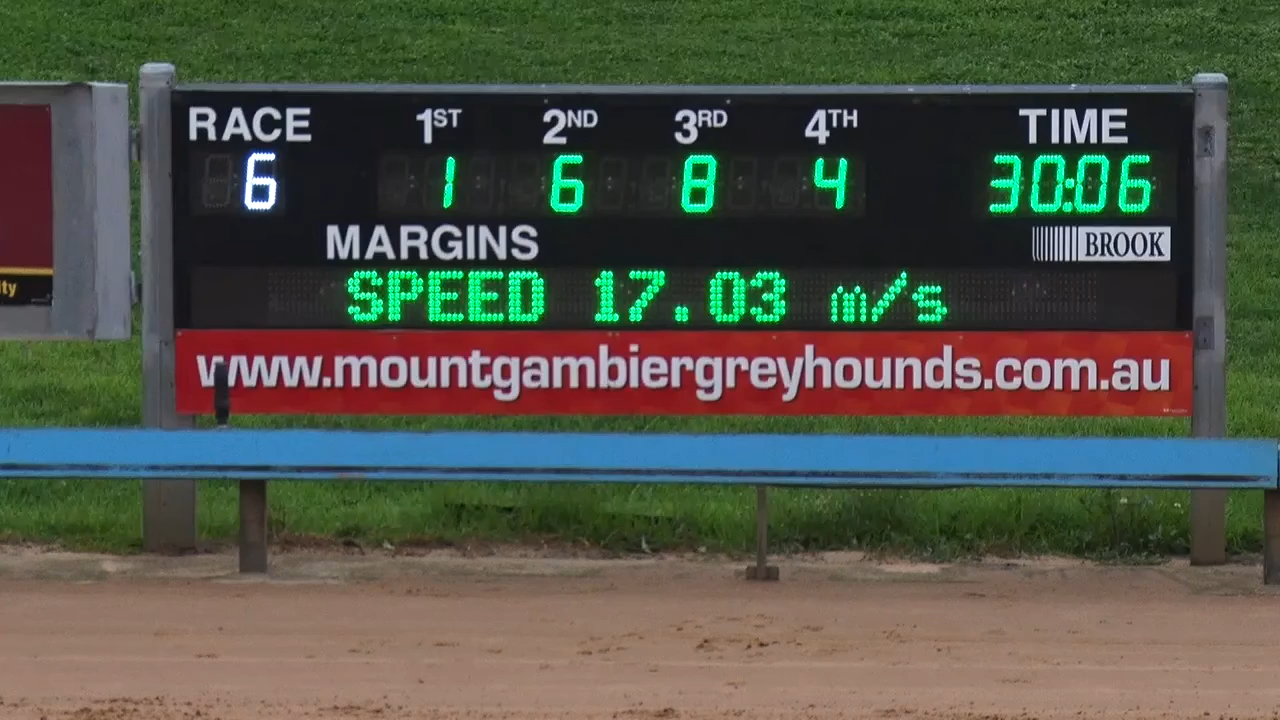 RACE 1ST 2ND 3RD 4TH TIME
6 1 6 8 4 30:06
MARGINS BROOK
SPEED 17.03 m/s
ty
www.mountgambiergreyhounds.com.au